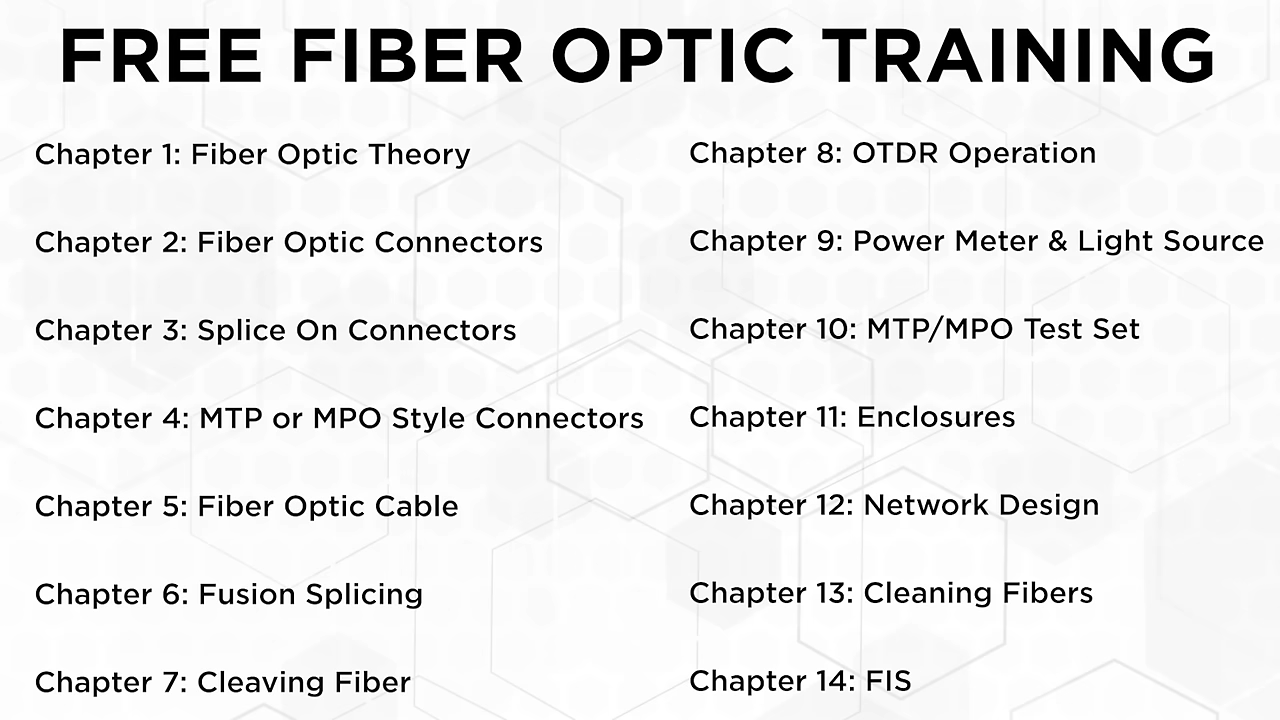 FREE FIBER OPTIC TRAINING
Chapter 1: Fiber Optic Theory
Chapter 2: Fiber Optic Connectors
Chapter 3: Splice On Connectors
Chapter 4: MTP or MPO Style Connectors
Chapter 5: Fiber Optic Cable
Chapter 6: Fusion Splicing
Chapter 7: Cleaving Fiber
Chapter 8: OTDR Operation
Chapter 9: Power Meter & Light Source
Chapter 10: MTP/MPO Test Set
Chapter 11: Enclosures
Chapter 12: Network Design
Chapter 13: Cleaning Fibers
Chapter 14: FIS